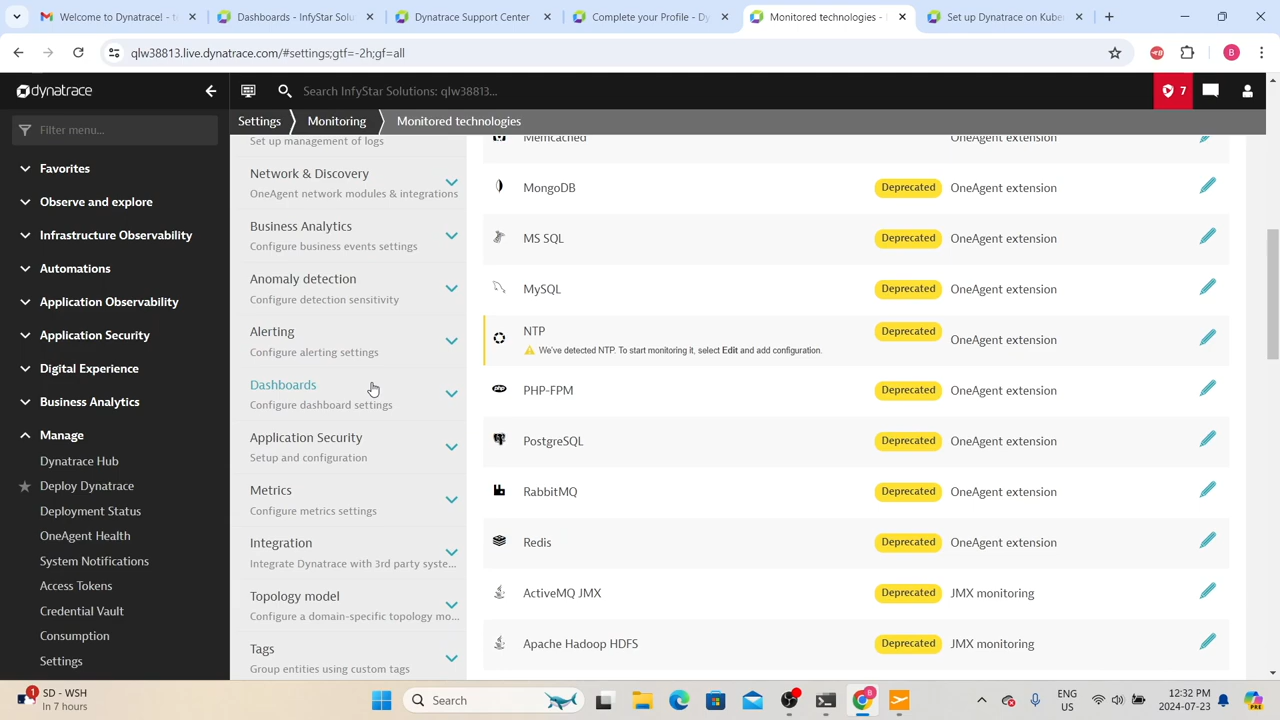 Welcome to Dynatrace! - t
Dashboards - InfyStar Solu
Dynatrace Support Center
Complete your Profile - Dy
Monitored technologies -
Set up Dynatrace on Kube
qlw38813.live.dynatrace.com/#settings;gtf=-2h;gf=all
B
dynatrace
Search InfyStar Solutions: qlw38813...
7
Filter menu...
Settings
Monitoring
Monitored technologies
Favorites
Observe and explore
Infrastructure Observability
Automations
Application Observability
Application Security
Digital Experience
Business Analytics
Manage
Dynatrace Hub
Deploy Dynatrace
Deployment Status
OneAgent Health
System Notifications
Access Tokens
Credential Vault
Consumption
Settings
Set up management of logs
Network & Discovery
OneAgent network modules & integrations
Business Analytics
Configure business events settings
Anomaly detection
Configure detection sensitivity
Alerting
Configure alerting settings
Dashboards
Configure dashboard settings
Application Security
Setup and configuration
Metrics
Configure metrics settings
Integration
Integrate Dynatrace with 3rd party syste...
Topology model
Configure a domain-specific topology mo...
Tags
Group entities using custom tags
Memcached OneAgent extension
MongoDB Deprecated OneAgent extension
MS SQL Deprecated OneAgent extension
MySQL Deprecated OneAgent extension
NTP Deprecated OneAgent extension
We've detected NTP. To start monitoring it, select Edit and add configuration.
PHP-FPM Deprecated OneAgent extension
PostgreSQL Deprecated OneAgent extension
RabbitMQ Deprecated OneAgent extension
Redis Deprecated OneAgent extension
ActiveMQ JMX Deprecated JMX monitoring
Apache Hadoop HDFS Deprecated JMX monitoring
1
SD - WSH
In 7 hours
Search
ENG
US
12:32 PM
2024-07-23